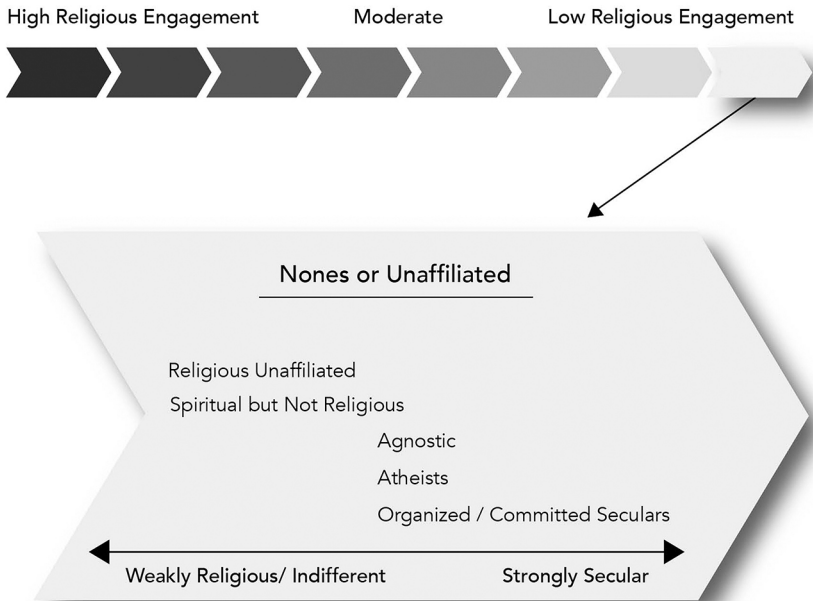 High Religious Engagement
Moderate
Low Religious Engagement
Nones or Unaffiliated
Religious Unaffiliated
Spiritual but Not Religious
Agnostic
Atheists
Organized / Committed Seculars
Weakly Religious/ Indifferent
Strongly Secular